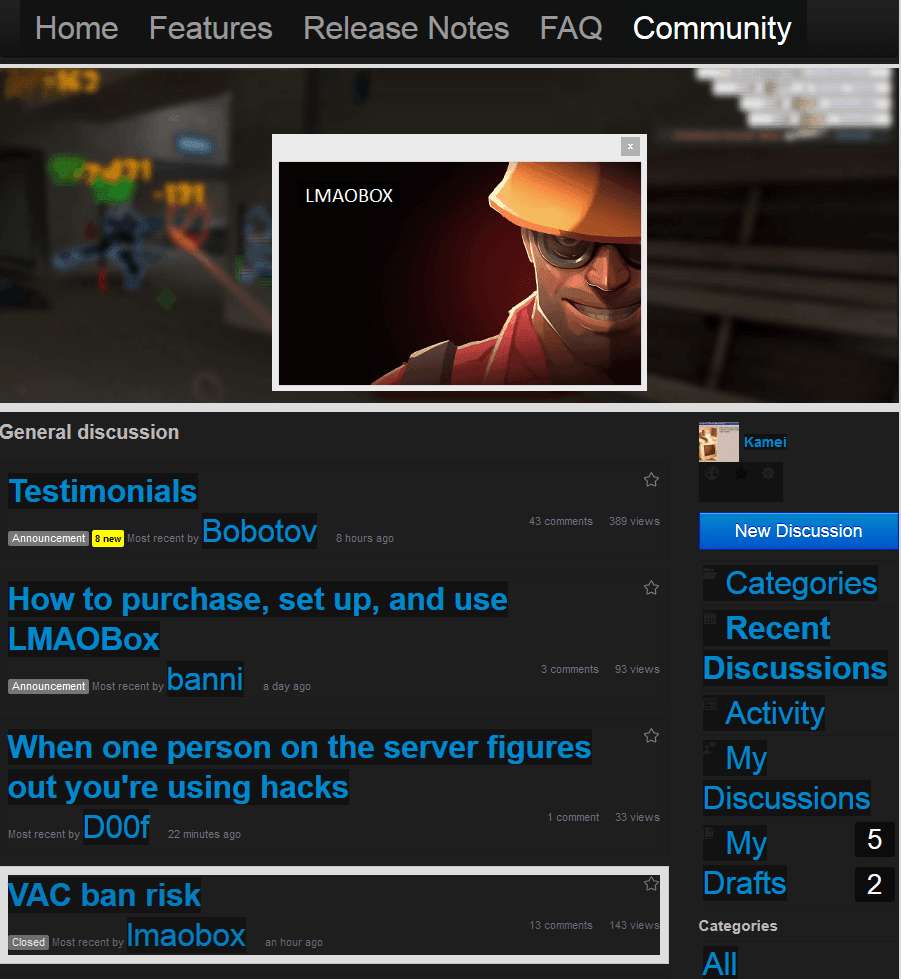 Home Features Release Notes FAQ Community
x
LMAOBOX
General discussion
Testimonials
Announcement 8 new Most recent by Bobotov 8 hours ago
43 comments 389 views
How to purchase, set up, and use
LMAOBox
Announcement Most recent by banni a day ago
3 comments 93 views
When one person on the server figures
out you're using hacks
Most recent by D00f 22 minutes ago
1 comment 33 views
VAC ban risk
Closed Most recent by lmaobox an hour ago
13 comments 143 views
Kamei
New Discussion
Categories
Recent
Discussions
Activity
My
Discussions
5
My
Drafts
2
Categories
All